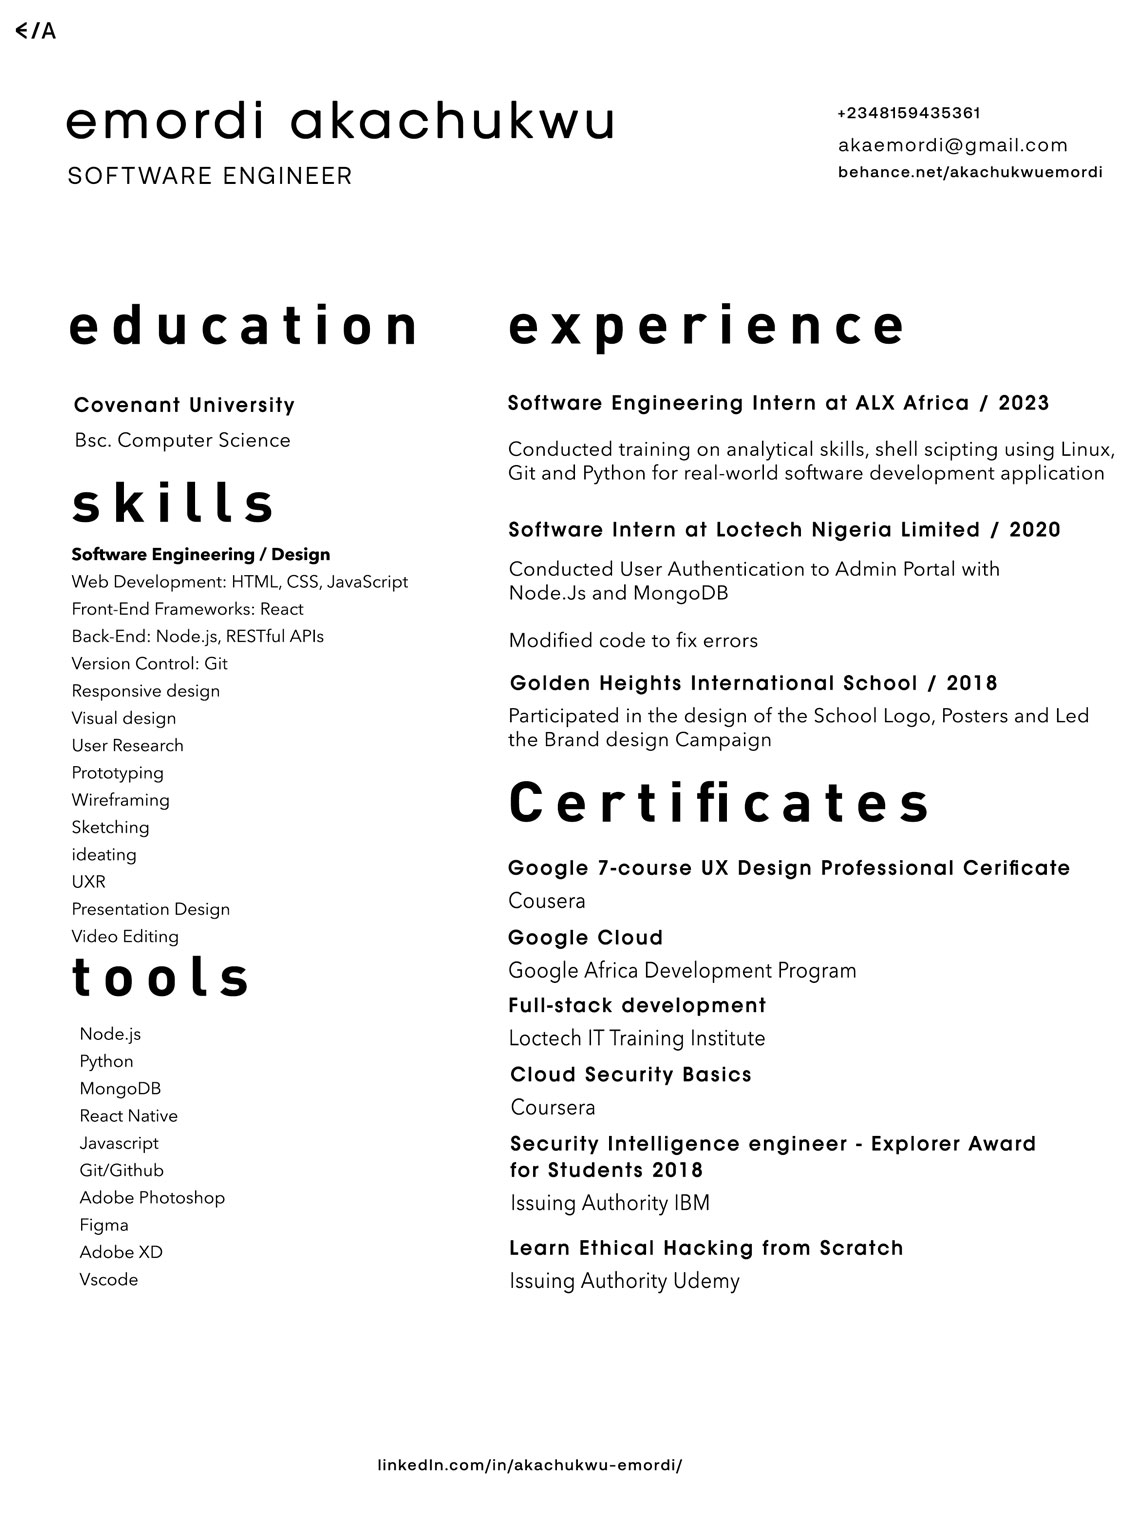 E/A
emordi akachukwu
SOFTWARE ENGINEER
+2348159435361
akaemordi@gmail.com
behance.net/akachukwuemordi
education
Covenant University
Bsc. Computer Science
skills
Software Engineering / Design
Web Development: HTML, CSS, JavaScript
Front-End Frameworks: React
Back-End: Node.js, RESTful APIs
Version Control: Git
Responsive design
Visual design
User Research
Prototyping
Wireframing
Sketching
ideating
UXR
Presentation Design
Video Editing
tools
Node.js
Python
MongoDB
React Native
Javascript
Git/Github
Adobe Photoshop
Figma
Adobe XD
Vscode
experience
Software Engineering Intern at ALX Africa / 2023
Conducted training on analytical skills, shell scipting using Linux,
Git and Python for real-world software development application
Software Intern at Loctech Nigeria Limited / 2020
Conducted User Authentication to Admin Portal with
Node.Js and MongoDB
Modified code to fix errors
Golden Heights International School / 2018
Participated in the design of the School Logo, Posters and Led
the Brand design Campaign
Certificates
Google 7-course UX Design Professional Cerificate
Cousera
Google Cloud
Google Africa Development Program
Full-stack development
Loctech IT Training Institute
Cloud Security Basics
Coursera
Security Intelligence engineer - Explorer Award
for Students 2018
Issuing Authority IBM
Learn Ethical Hacking from Scratch
Issuing Authority Udemy
linkedIn.com/in/akachukwu-emordi/